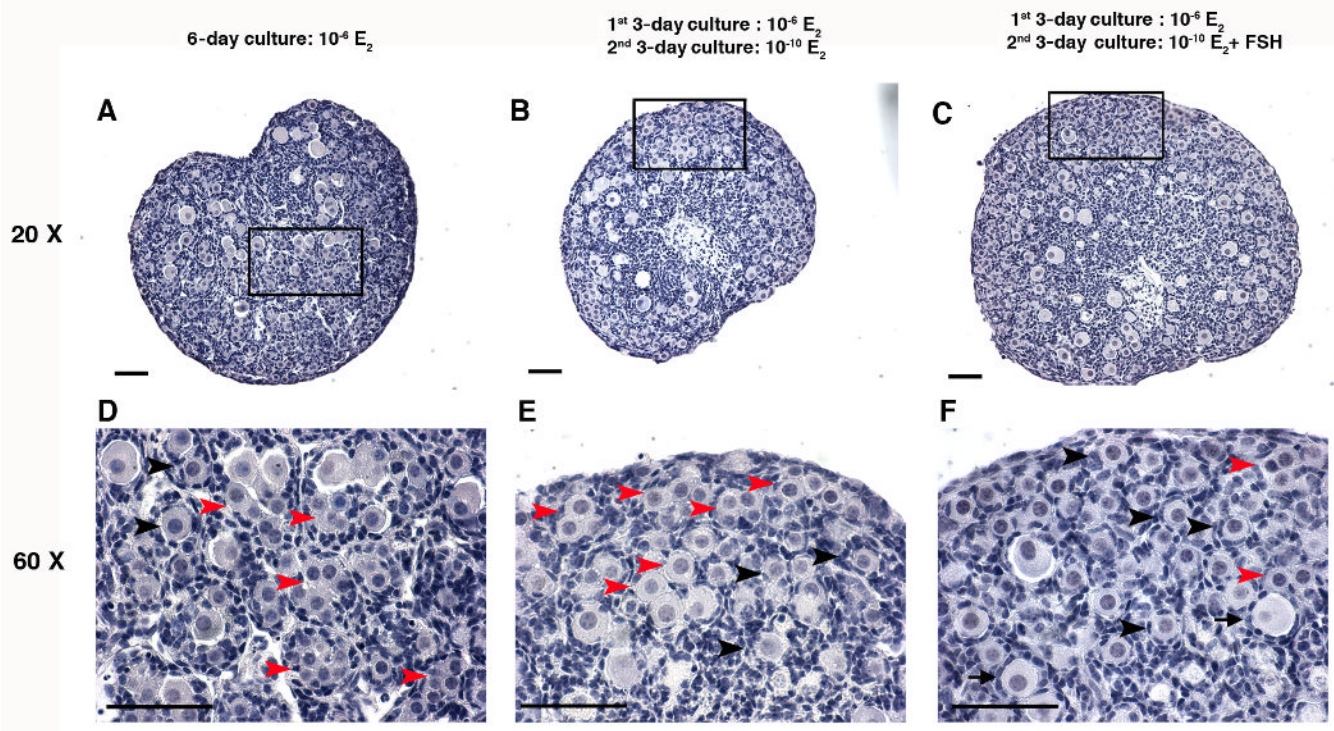 6-day culture: 10⁻⁶ E₂
1ˢᵗ 3-day culture : 10⁻⁶ E₂
2ⁿᵈ 3-day culture: 10⁻¹⁰ E₂
1ˢᵗ 3-day culture : 10⁻⁶ E₂
2ⁿᵈ 3-day culture: 10⁻¹⁰ E₂+ FSH
A
B
C
20 X
D
E
F
60 X